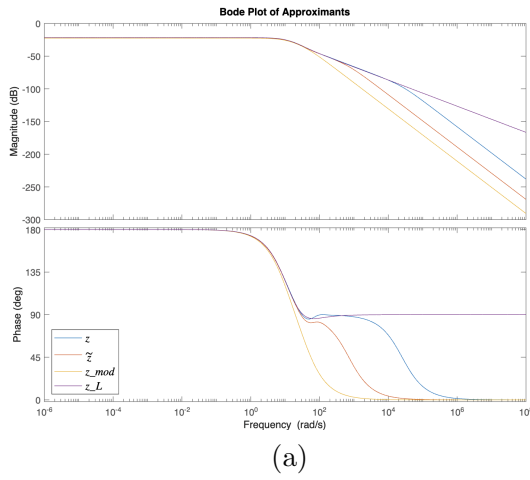 Bode Plot of Approximants
Magnitude (dB)
0
-50
-100
-150
-200
-250
-300
Phase (deg)
180
135
90
45
0
z
z̃
z_mod
z_L
10⁻⁶ 10⁻⁴ 10⁻² 10⁰ 10² 10⁴ 10⁶ 10
Frequency (rad/s)
(a)